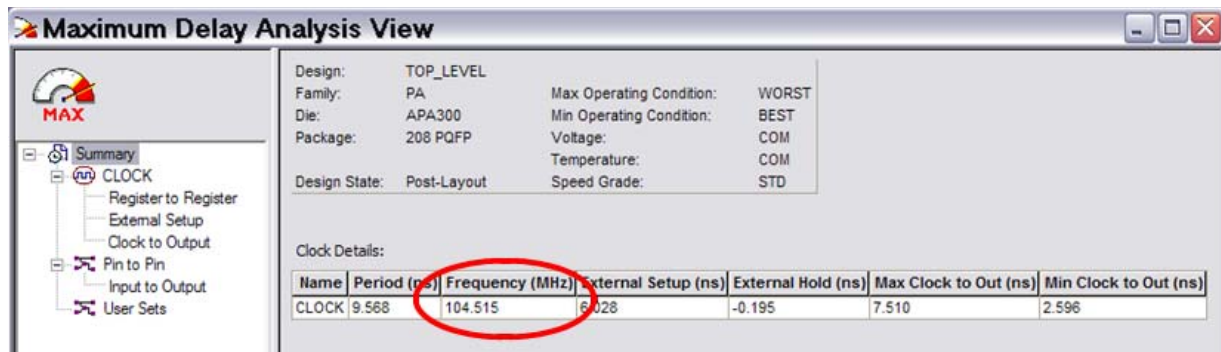 Maximum Delay Analysis View
MAX
Summary
CLOCK
Register to Register
External Setup
Clock to Output
Pin to Pin
Input to Output
User Sets
Design: TOP_LEVEL
Family: PA Max Operating Condition: WORST
Die: APA300 Min Operating Condition: BEST
Package: 208 PQFP Voltage: COM
Temperature: COM
Design State: Post-Layout Speed Grade: STD
Clock Details:
Name Period (ns) Frequency (MHz) External Setup (ns) External Hold (ns) Max Clock to Out (ns) Min Clock to Out (ns)
CLOCK 9.568 104.515 6.028 -0.195 7.510 2.596